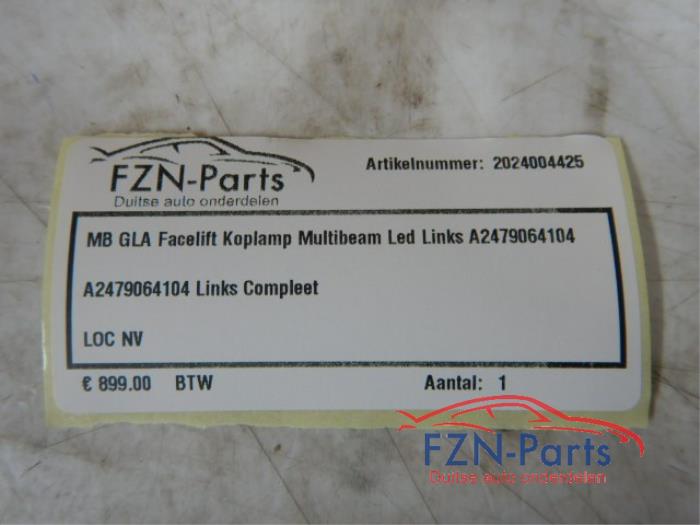 FZN-Parts
Duitse auto onderdelen
Artikelnummer: 2024004425
MB GLA Facelift Koplamp Multibeam Led Links A2479064104
A2479064104 Links Compleet
LOC NV
€ 899.00 BTW Aantal: 1
FZN-Parts
Duitse auto onderdelen